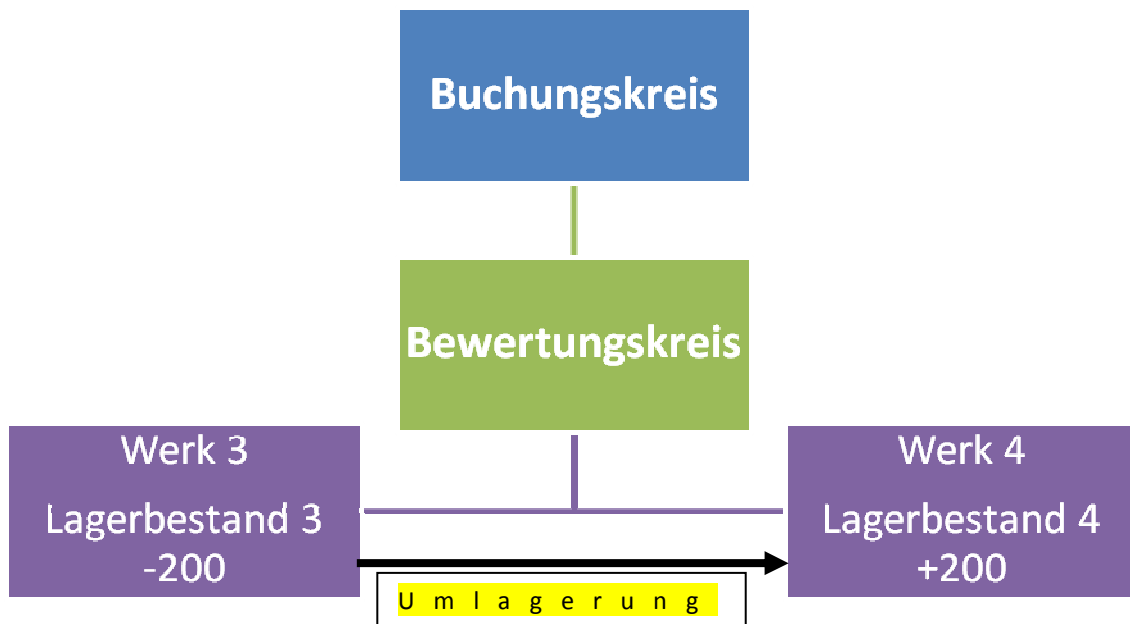 Buchungskreis
Bewertungskreis
Werk 3
Lagerbestand 3
-200
Werk 4
Lagerbestand 4
+200
U m l a g e r u n g